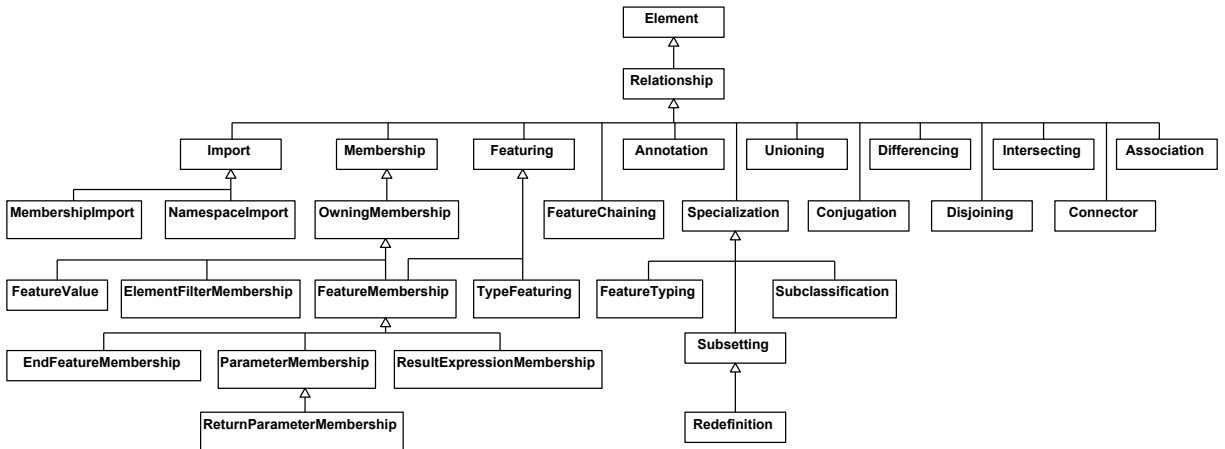 Element
Relationship
Import
Membership
Featuring
Annotation
Unioning
Differencing
Intersecting
Association
MembershipImport
NamespaceImport
OwningMembership
FeatureChaining
Specialization
Conjugation
Disjoining
Connector
FeatureValue
ElementFilterMembership
FeatureMembership
TypeFeaturing
FeatureTyping
Subclassification
EndFeatureMembership
ParameterMembership
ResultExpressionMembership
Subsetting
ReturnParameterMembership
Redefinition